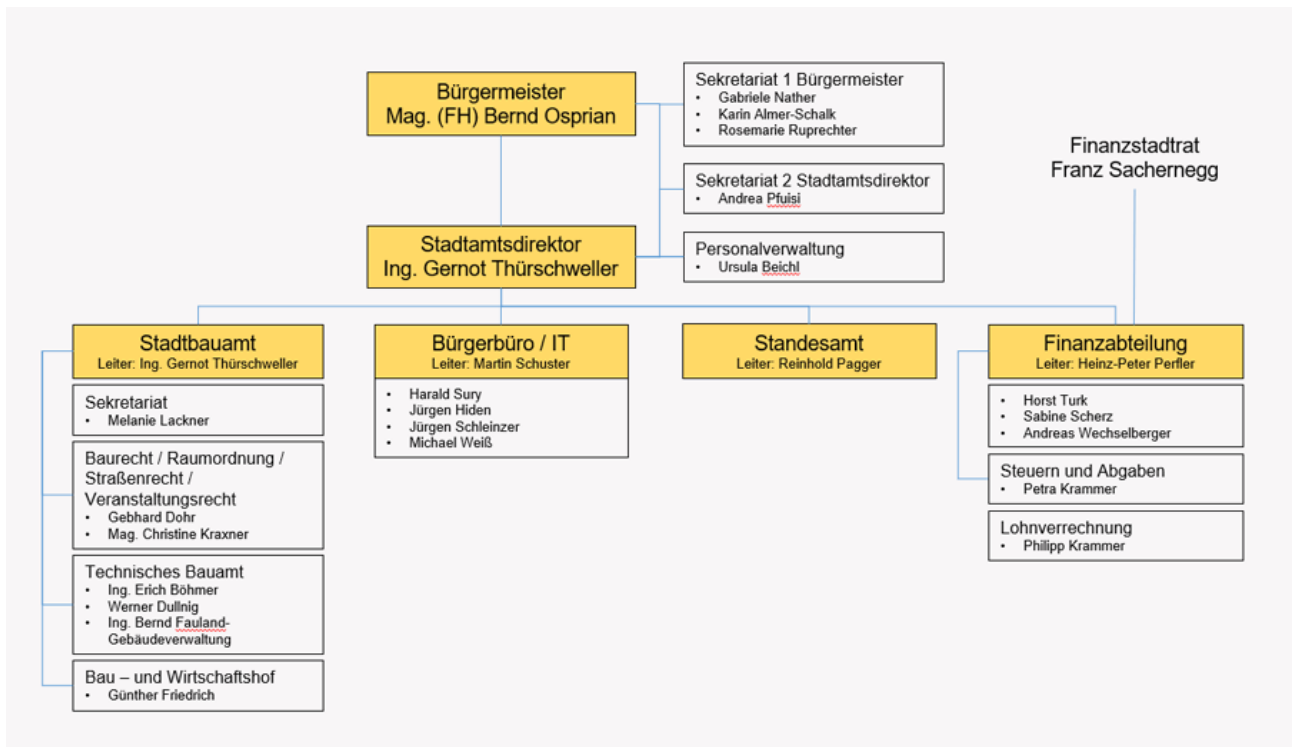 Bürgermeister
Mag. (FH) Bernd Osprian
Sekretariat 1 Bürgermeister
• Gabriele Nather
• Karin Almer-Schalk
• Rosemarie Ruprechter
Sekretariat 2 Stadtamtsdirektor
• Andrea Pfuisi
Finanzstadtrat
Franz Sachernegg
Stadtamtsdirektor
Ing. Gernot Thürschweller
Personalverwaltung
• Ursula Beichl
Stadtbauamt
Leiter: Ing. Gernot Thürschweller
Sekretariat
• Melanie Lackner
Baurecht / Raumordnung /
Straßenrecht /
Veranstaltungsrecht
• Gebhard Dohr
• Mag. Christine Kraxner
Technisches Bauamt
• Ing. Erich Böhmer
• Werner Dullnig
• Ing. Bernd Fauland-
Gebäudeverwaltung
Bau – und Wirtschaftshof
• Günther Friedrich
Bürgerbüro / IT
Leiter: Martin Schuster
• Harald Sury
• Jürgen Hiden
• Jürgen Schleinzer
• Michael Weiß
Standesamt
Leiter: Reinhold Pagger
Finanzabteilung
Leiter: Heinz-Peter Perfler
• Horst Turk
• Sabine Scherz
• Andreas Wechselberger
Steuern und Abgaben
• Petra Krammer
Lohnverrechnung
• Philipp Krammer